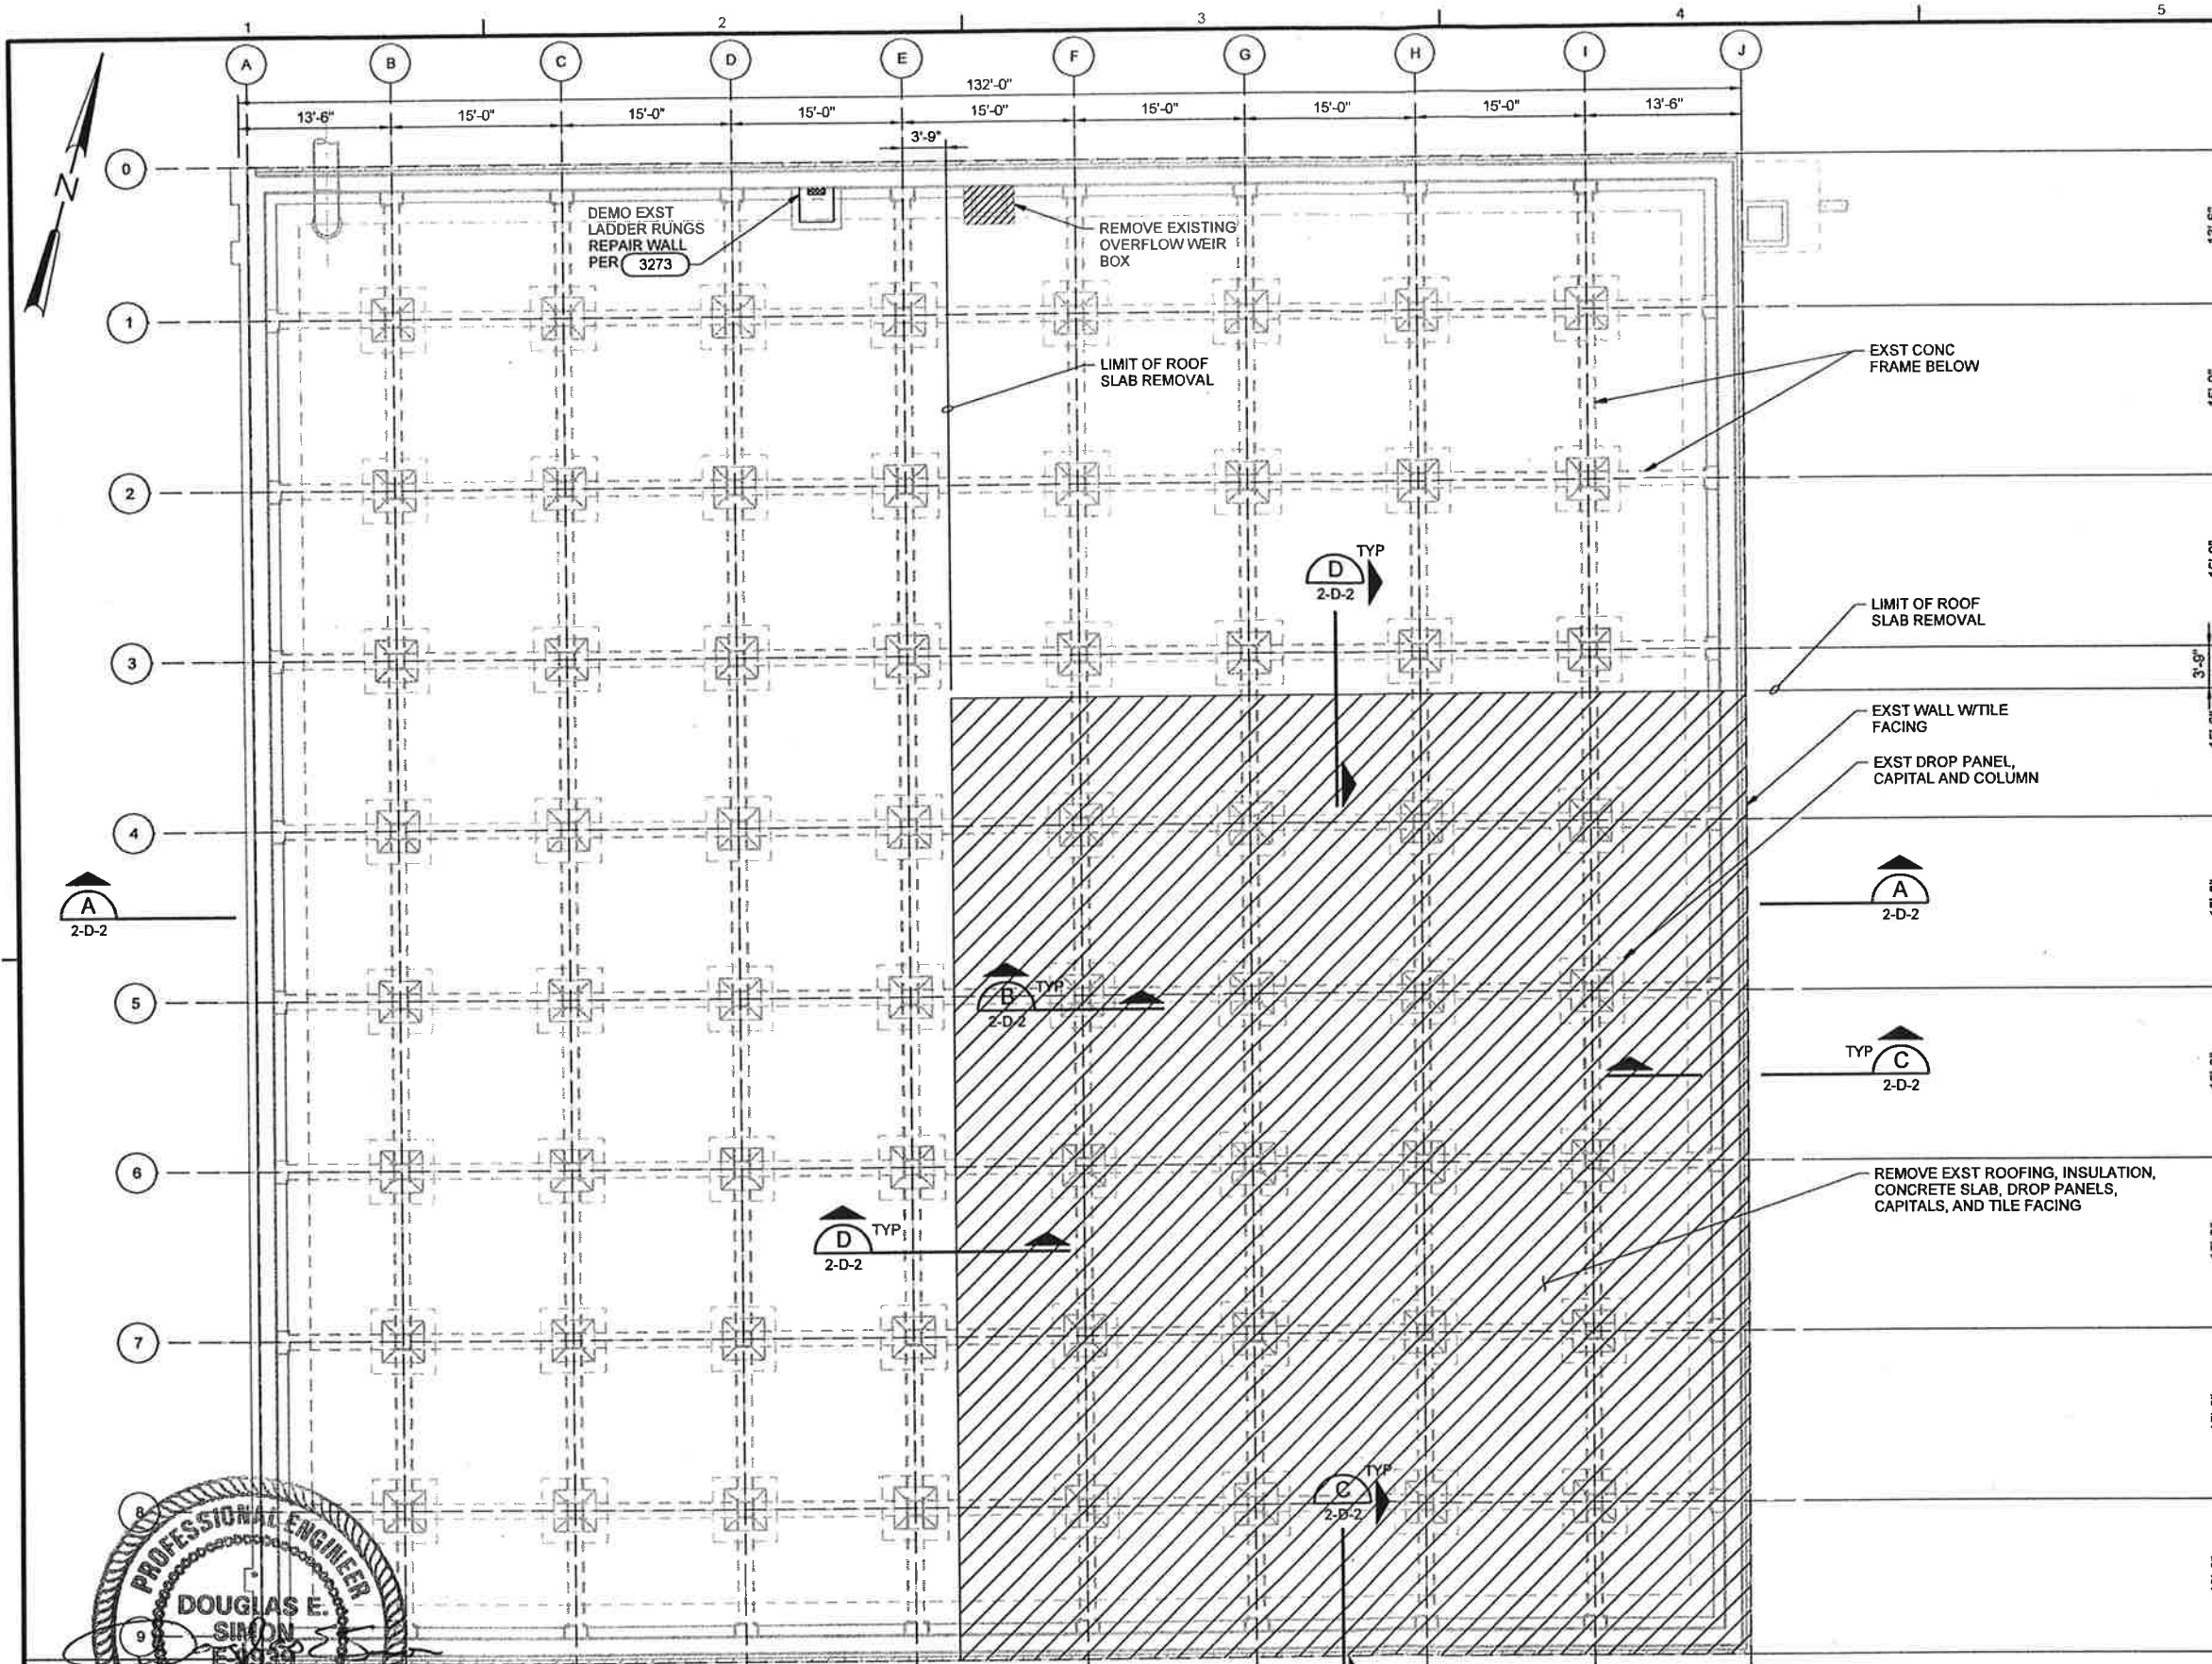 1 2 3 4 5
A B C D E F G H I J
132'-0"
13'-6" 15'-0" 15'-0" 15'-0" 15'-0" 15'-0" 15'-0" 15'-0" 13'-6"
3'-9"
N
0
DEMO EXST
LADDER RUNGS
REPAIR WALL
PER 3273
REMOVE EXISTING
OVERFLOW WEIR
BOX
1
LIMIT OF ROOF
SLAB REMOVAL
EXST CONC
FRAME BELOW
2
D TYP
2-D-2
LIMIT OF ROOF
SLAB REMOVAL
3
3'-9"
EXST WALL W/TILE
FACING
EXST DROP PANEL,
CAPITAL AND COLUMN
4
A
2-D-2
A
2-D-2
5
B TYP
2-D-2
TYP C
2-D-2
6
REMOVE EXST ROOFING, INSULATION,
CONCRETE SLAB, DROP PANELS,
CAPITALS, AND TILE FACING
D TYP
2-D-2
7
C TYP
2-D-2
8
PROFESSIONAL ENGINEER
DOUGLAS E.
SIMON
9